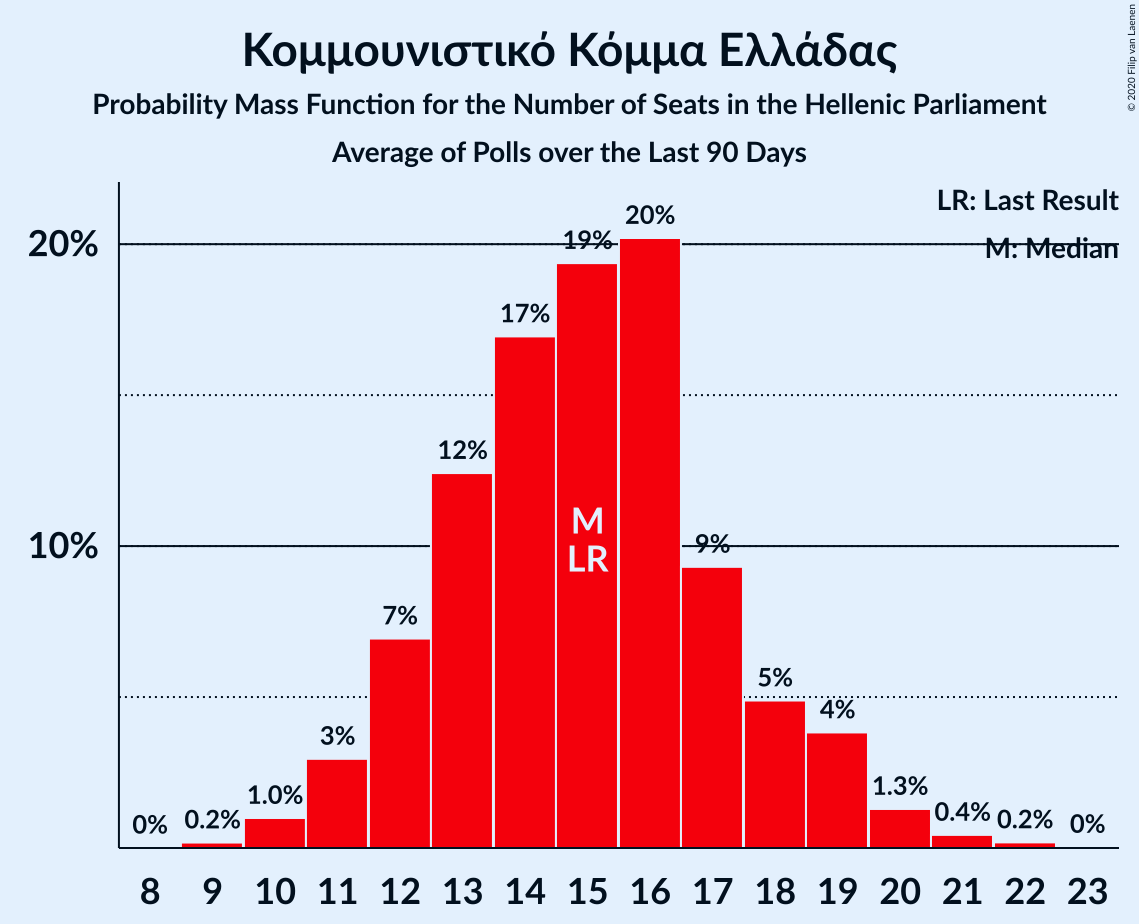 Κομμουνιστικό Κόμμα Ελλάδας
Probability Mass Function for the Number of Seats in the Hellenic Parliament
Average of Polls over the Last 90 Days
© 2020 Filip van Laenen
LR: Last Result
M: Median
20%
10%
0%
0.2%
1.0%
3%
7%
12%
17%
19%
20%
9%
5%
4%
1.3%
0.4%
0.2%
0%
M
LR
8 9 10 11 12 13 14 15 16 17 18 19 20 21 22 23